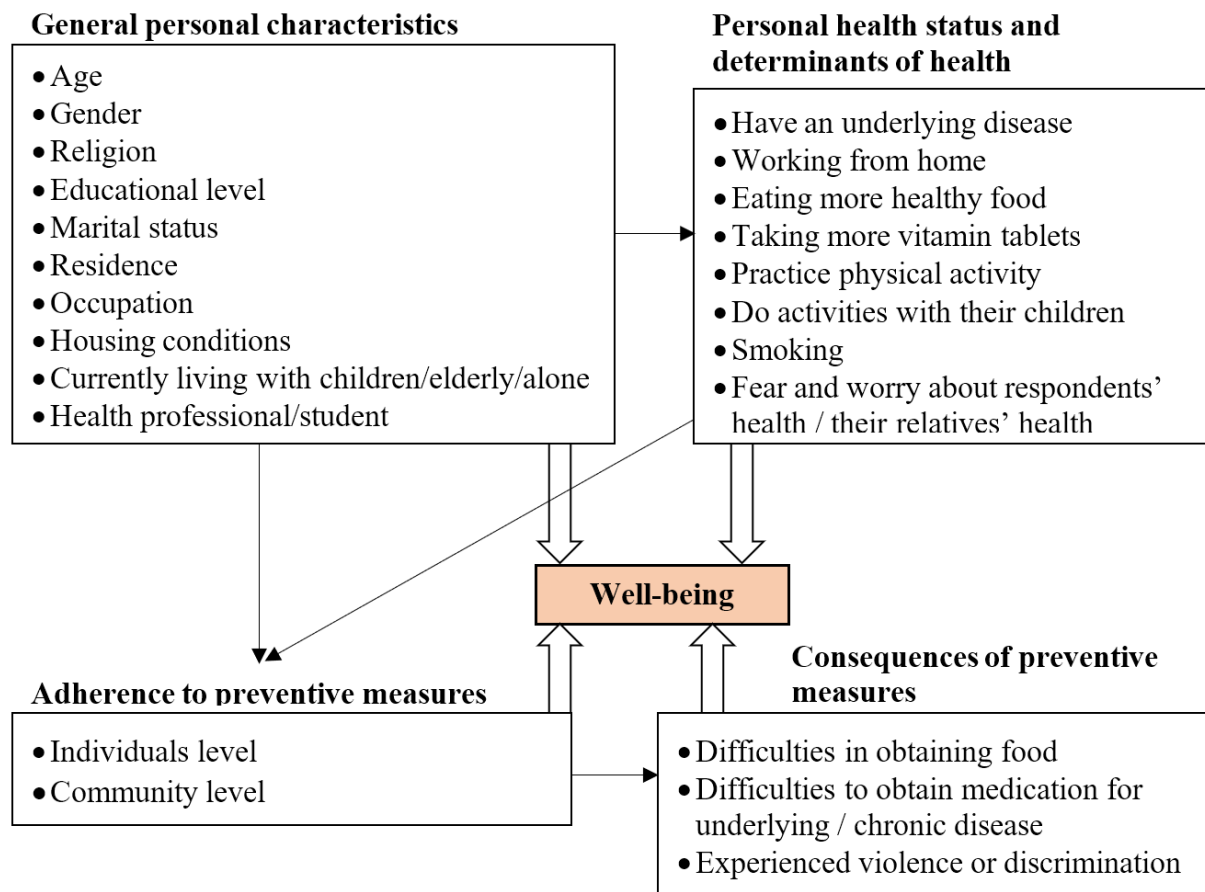 General personal characteristics
• Age
• Gender
• Religion
• Educational level
• Marital status
• Residence
• Occupation
• Housing conditions
• Currently living with children/elderly/alone
• Health professional/student
Personal health status and
determinants of health
• Have an underlying disease
• Working from home
• Eating more healthy food
• Taking more vitamin tablets
• Practice physical activity
• Do activities with their children
• Smoking
• Fear and worry about respondents’
health / their relatives’ health
Well-being
Adherence to preventive measures
• Individuals level
• Community level
Consequences of preventive
measures
• Difficulties in obtaining food
• Difficulties to obtain medication for
underlying / chronic disease
• Experienced violence or discrimination